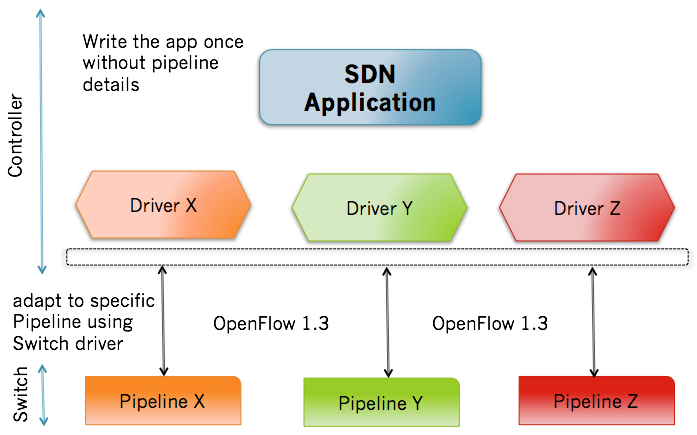 Write the app once
without pipeline
details
SDN
Application
Controller
Driver X
Driver Y
Driver Z
adapt to specific
Pipeline using
Switch driver
OpenFlow 1.3
OpenFlow 1.3
Switch
Pipeline X
Pipeline Y
Pipeline Z